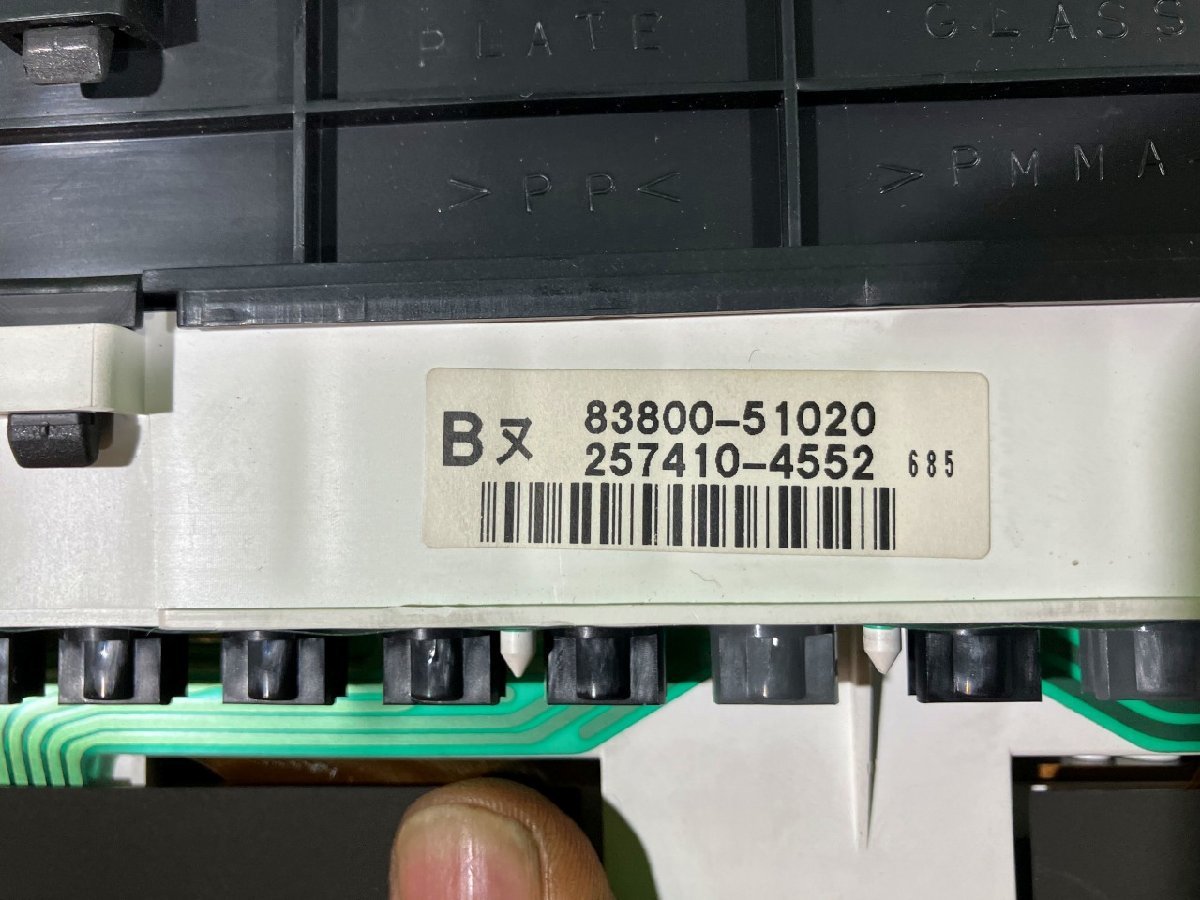 PLATE
GLASS
>PP<
>PMMA
Bヌ
83800-51020
257410-4552 685